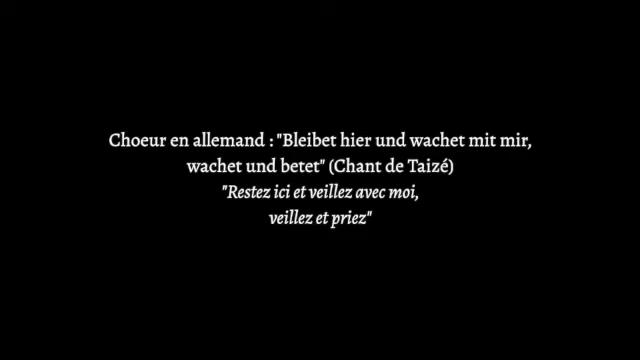 Choeur en allemand : "Bleibet hier und wachet mit mir,
wachet und betet" (Chant de Taizé)
"Restez ici et veillez avec moi,
veillez et priez"